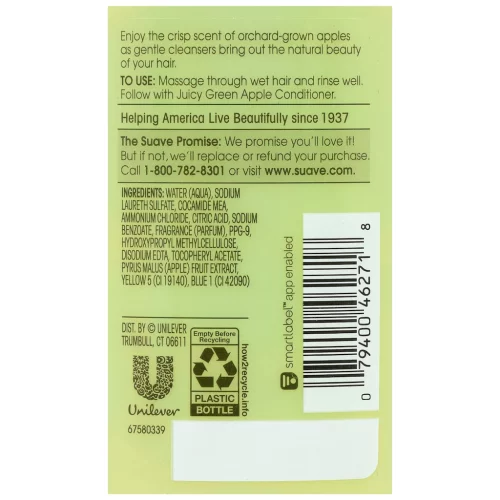 Enjoy the crisp scent of orchard-grown apples
as gentle cleansers bring out the natural beauty
of your hair.
TO USE: Massage through wet hair and rinse well.
Follow with Juicy Green Apple Conditioner.
Helping America Live Beautifully since 1937
The Suave Promise: We promise you'll love it!
But if not, we'll replace or refund your purchase.
Call 1-800-782-8301 or visit www.suave.com.
INGREDIENTS: WATER (AQUA), SODIUM
LAURETH SULFATE, COCAMIDE MEA,
AMMONIUM CHLORIDE, CITRIC ACID, SODIUM
BENZOATE, FRAGRANCE (PARFUM), PPG-9,
HYDROXYPROPYL METHYLCELLULOSE,
DISODIUM EDTA, TOCOPHERYL ACETATE,
PYRUS MALUS (APPLE) FRUIT EXTRACT,
YELLOW 5 (CI 19140), BLUE 1 (CI 42090)
DIST. BY © UNILEVER
TRUMBULL, CT 06611
Unilever
67580339
Empty Before
Recycling
PLASTIC
BOTTLE
how2recycle.info
smartlabel™ app enabled
0 79400 46271 8